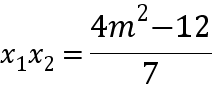 x₁x₂ = (4m² − 12) / 7